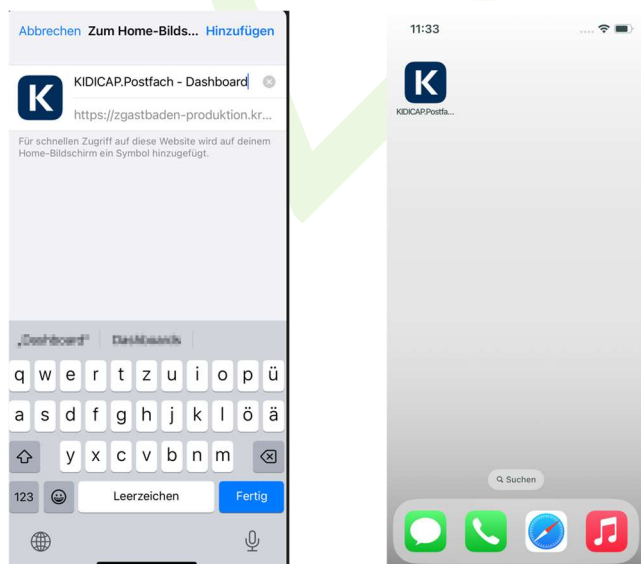 Abbrechen Zum Home-Bilds... Hinzufügen
K
KIDICAP.Postfach - Dashboard
https://zgastbaden-produktion.kr...
Für schnellen Zugriff auf diese Website wird auf deinem
Home-Bildschirm ein Symbol hinzugefügt.
„Dashboard“ Dashboards
q w e r t z u i o p ü
a s d f g h j k l ö ä
y x c v b n m
123 Leerzeichen Fertig
11:33
K
KIDICAP.Postfa...
Suchen